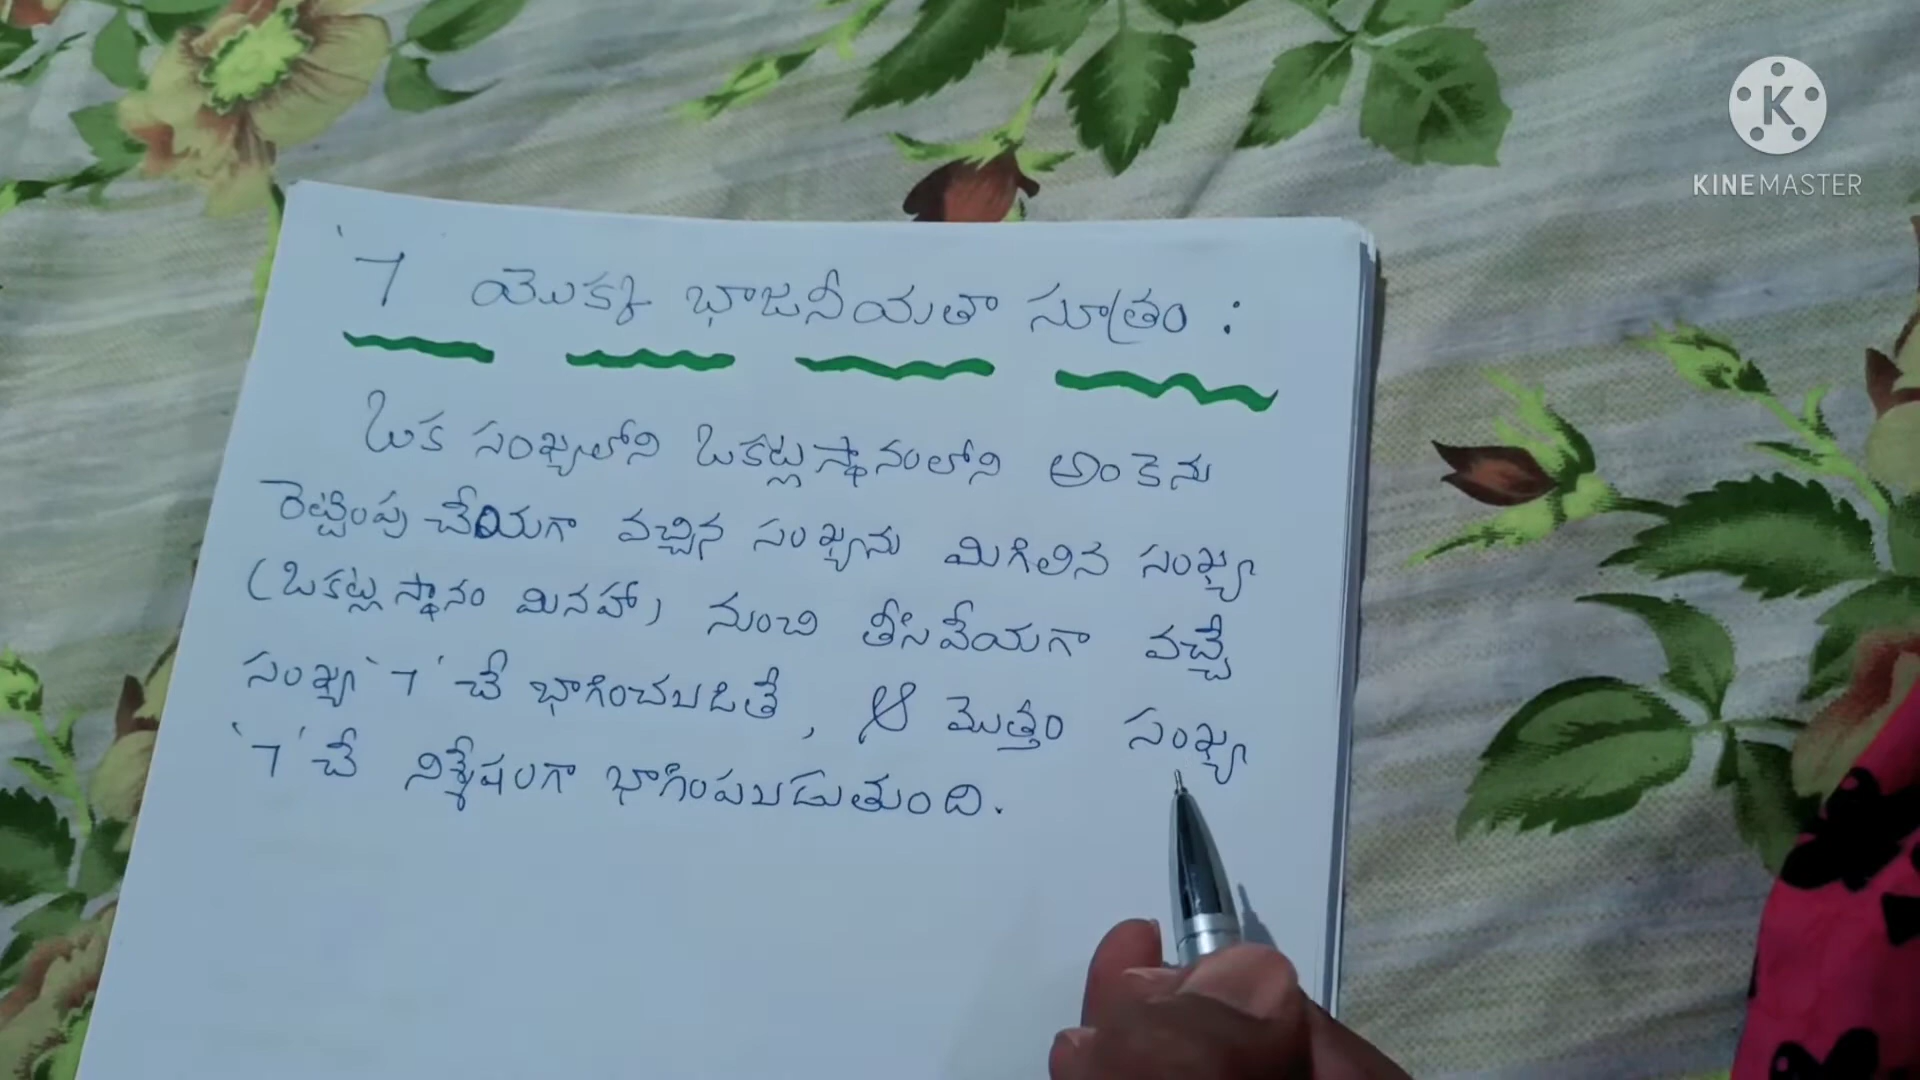 '7' యొక్క భాజనీయతా సూత్రం :
ఒక సంఖ్యలోని ఒకట్ల స్థానంలోని అంకెను
రెట్టింపు చేయగా వచ్చిన సంఖ్యను మిగిలిన సంఖ్య
(ఒకట్ల స్థానం మినహా) నుంచి తీసివేయగా వచ్చే
సంఖ్య '7' చే భాగించబడితే, ఆ మొత్తం సంఖ్య
'7' చే నిశ్శేషంగా భాగింపబడుతుంది.
K
KINEMASTER